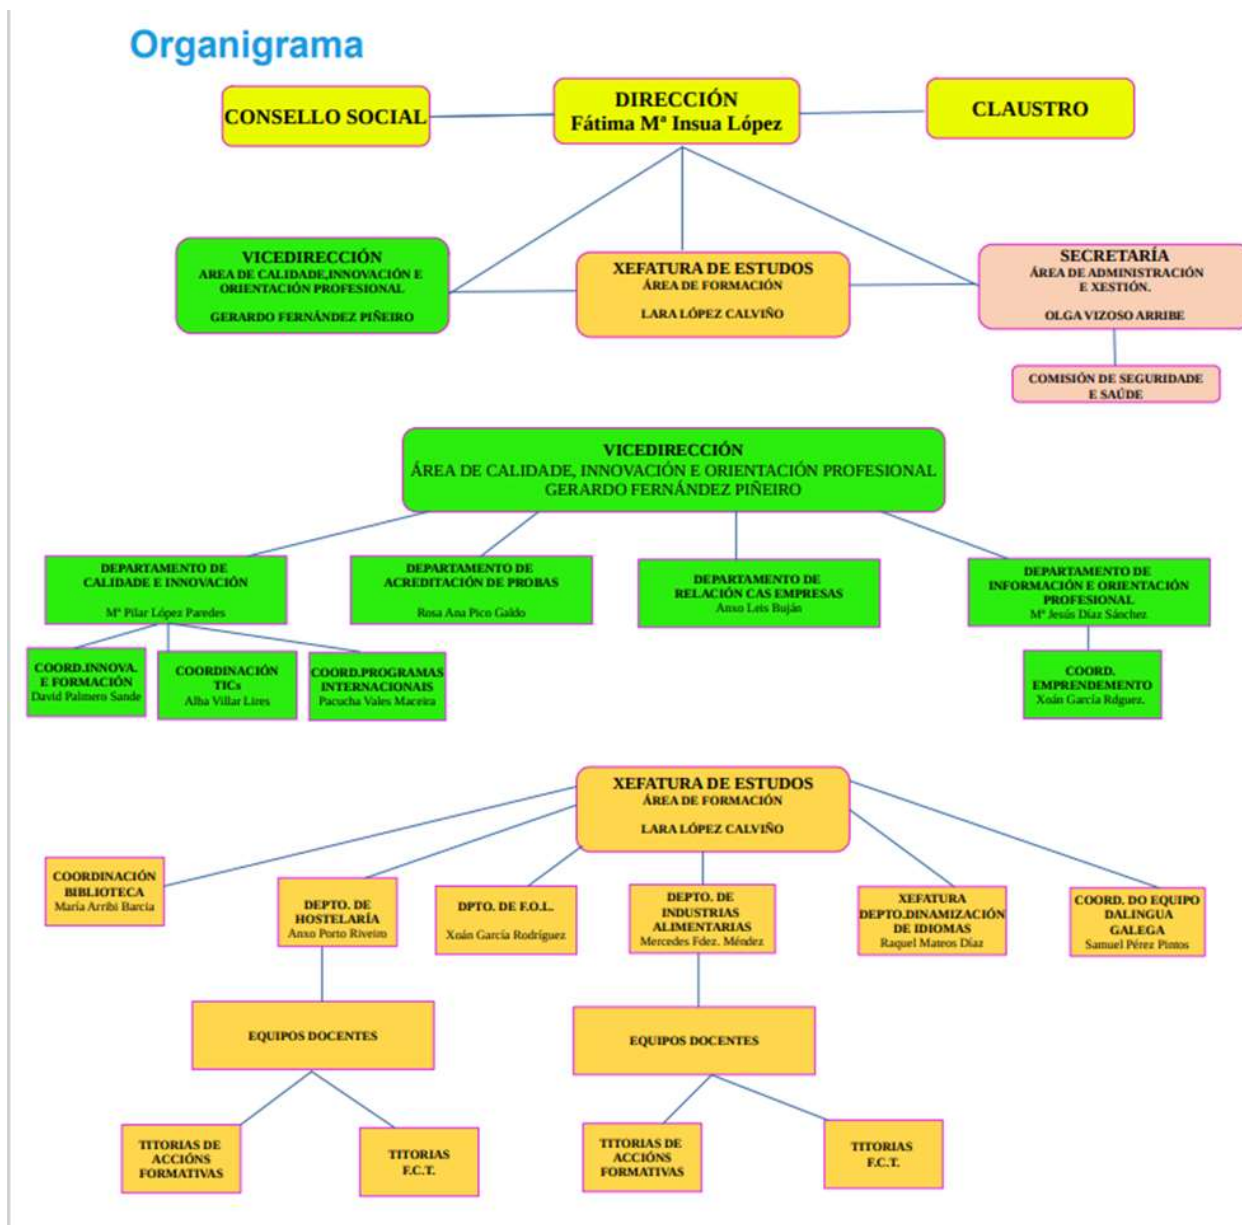 Organigrama
CONSELLO SOCIAL
DIRECCIÓN
Fátima Mª Insua López
CLAUSTRO
VICEDIRECCIÓN
AREA DE CALIDADE,INNOVACIÓN E
ORIENTACIÓN PROFESIONAL
GERARDO FERNÁNDEZ PIÑEIRO
XEFATURA DE ESTUDOS
ÁREA DE FORMACIÓN
LARA LÓPEZ CALVIÑO
SECRETARÍA
ÁREA DE ADMINISTRACIÓN
E XESTIÓN.
OLGA VIZOSO ARRIBE
COMISIÓN DE SEGURIDADE
E SAÚDE
VICEDIRECCIÓN
ÁREA DE CALIDADE, INNOVACIÓN E ORIENTACIÓN PROFESIONAL
GERARDO FERNÁNDEZ PIÑEIRO
DEPARTAMENTO DE
CALIDADE E INNOVACIÓN
Mª Pilar López Paredes
DEPARTAMENTO DE
ACREDITACIÓN DE PROBAS
Rosa Ana Pico Galdo
DEPARTAMENTO DE
RELACIÓN CAS EMPRESAS
Anxo Leis Buján
DEPARTAMENTO DE
INFORMACIÓN E ORIENTACIÓN
PROFESIONAL
Mª Jesús Díaz Sánchez
COORD.INNOVA.
E FORMACIÓN
David Palmero Sande
COORDINACIÓN
TICs
Alba Villar Lires
COORD.PROGRAMAS
INTERNACIONAIS
Pacucha Vales Maceira
COORD.
EMPRENDEMENTO
Xoán García Rdguez.
XEFATURA DE ESTUDOS
ÁREA DE FORMACIÓN
LARA LÓPEZ CALVIÑO
COORDINACIÓN
BIBLIOTECA
María Arribi Barcia
DEPTO. DE
HOSTELARÍA
Anxo Porto Riveiro
DPTO. DE F.O.L.
Xoán García Rodríguez
DEPTO. DE
INDUSTRIAS
ALIMENTARIAS
Mercedes Fdez. Méndez
XEFATURA
DEPTO.DINAMIZACIÓN
DE IDIOMAS
Raquel Mateos Díaz
COORD. DO EQUIPO
DALINGUA
GALEGA
Samuel Pérez Pintos
EQUIPOS DOCENTES
EQUIPOS DOCENTES
TITORIAS DE
ACCIÓNS
FORMATIVAS
TITORIAS
F.C.T.
TITORIAS DE
ACCIÓNS
FORMATIVAS
TITORIAS
F.C.T.